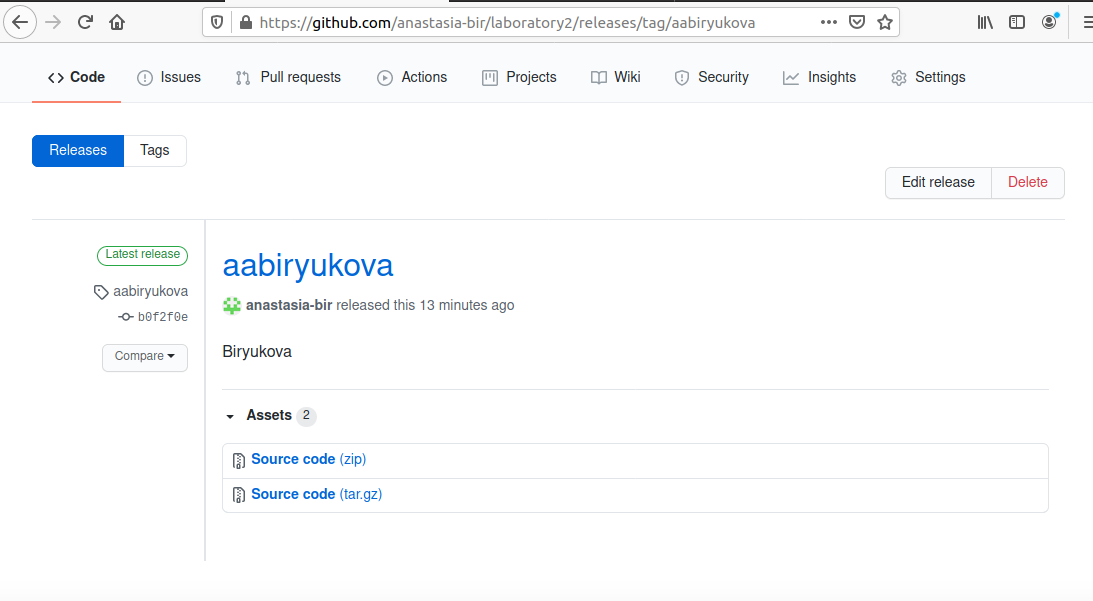 https://github.com/anastasia-bir/laboratory2/releases/tag/aabiryukova
Code Issues Pull requests Actions Projects Wiki Security Insights Settings
Releases Tags
Edit release Delete
Latest release
aabiryukova
b0f2f0e
Compare
aabiryukova
anastasia-bir released this 13 minutes ago
Biryukova
Assets 2
Source code (zip)
Source code (tar.gz)